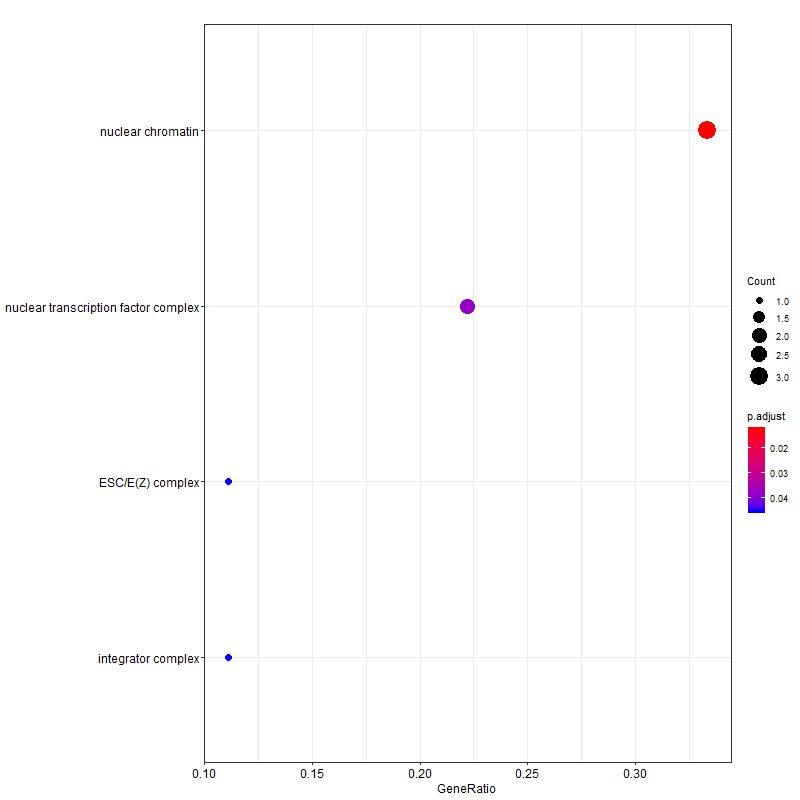 nuclear chromatin
nuclear transcription factor complex
ESC/E(Z) complex
integrator complex
0.10 0.15 0.20 0.25 0.30
GeneRatio
Count
1.0
1.5
2.0
2.5
3.0
p.adjust
0.02
0.03
0.04